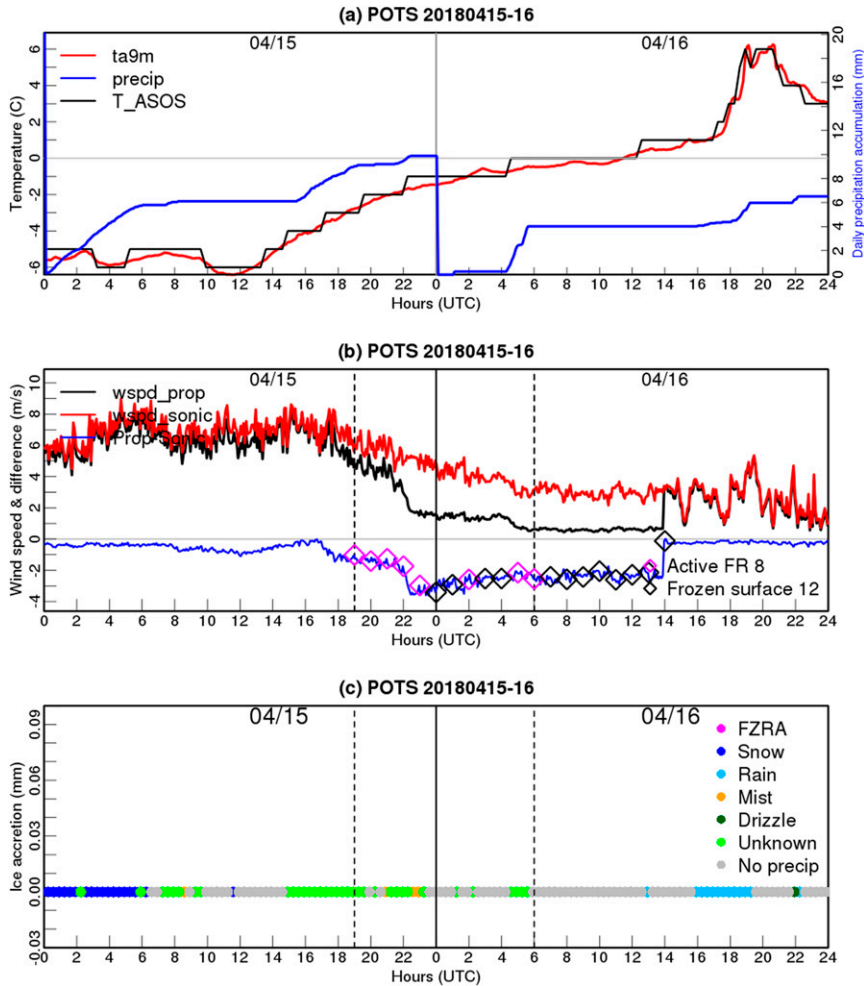 (a) POTS 20180415-16
04/15
04/16
ta9m
precip
T_ASOS
Temperature (C)
-6 -4 -2 0 2 4 6
Daily precipitation accumulation (mm)
0 2 4 6 8 10 12 14 16 18 20
0 2 4 6 8 10 12 14 16 18 20 22 0 2 4 6 8 10 12 14 16 18 20 22 24
Hours (UTC)
(b) POTS 20180415-16
04/15
04/16
wspd_prop
wspd_sonic
Prop-Sonic
Wind speed & difference (m/s)
-4 -2 0 2 4 6 8 10
Active FR 8
Frozen surface 12
0 2 4 6 8 10 12 14 16 18 20 22 0 2 4 6 8 10 12 14 16 18 20 22 24
Hours (UTC)
(c) POTS 20180415-16
04/15
04/16
FZRA
Snow
Rain
Mist
Drizzle
Unknown
No precip
Ice accretion (mm)
-0.03 0.00 0.03 0.06 0.09
0 2 4 6 8 10 12 14 16 18 20 22 0 2 4 6 8 10 12 14 16 18 20 22 24
Hours (UTC)